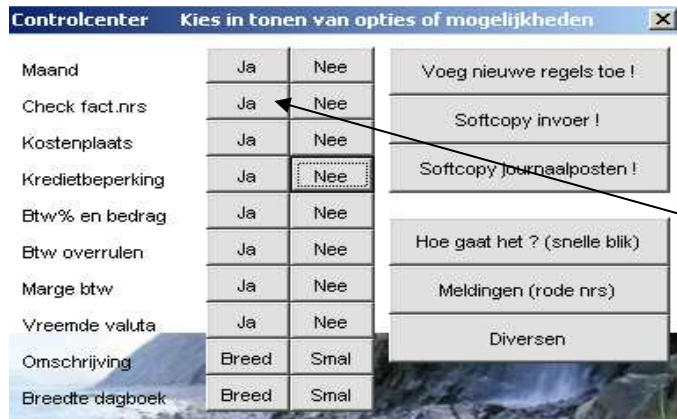 Controlcenter Kies in tonen van opties of mogelijkheden
Maand Ja Nee
Check fact.nrs Ja Nee
Kostenplaats Ja Nee
Kredietbeperking Ja Nee
Btw% en bedrag Ja Nee
Btw overrulen Ja Nee
Marge btw Ja Nee
Vreemde valuta Ja Nee
Omschrijving Breed Smal
Breedte dagboek Breed Smal
Voeg nieuwe regels toe !
Softcopy invoer !
Softcopy journaalposten !
Hoe gaat het ? (snelle blik)
Meldingen (rode nrs)
Diversen